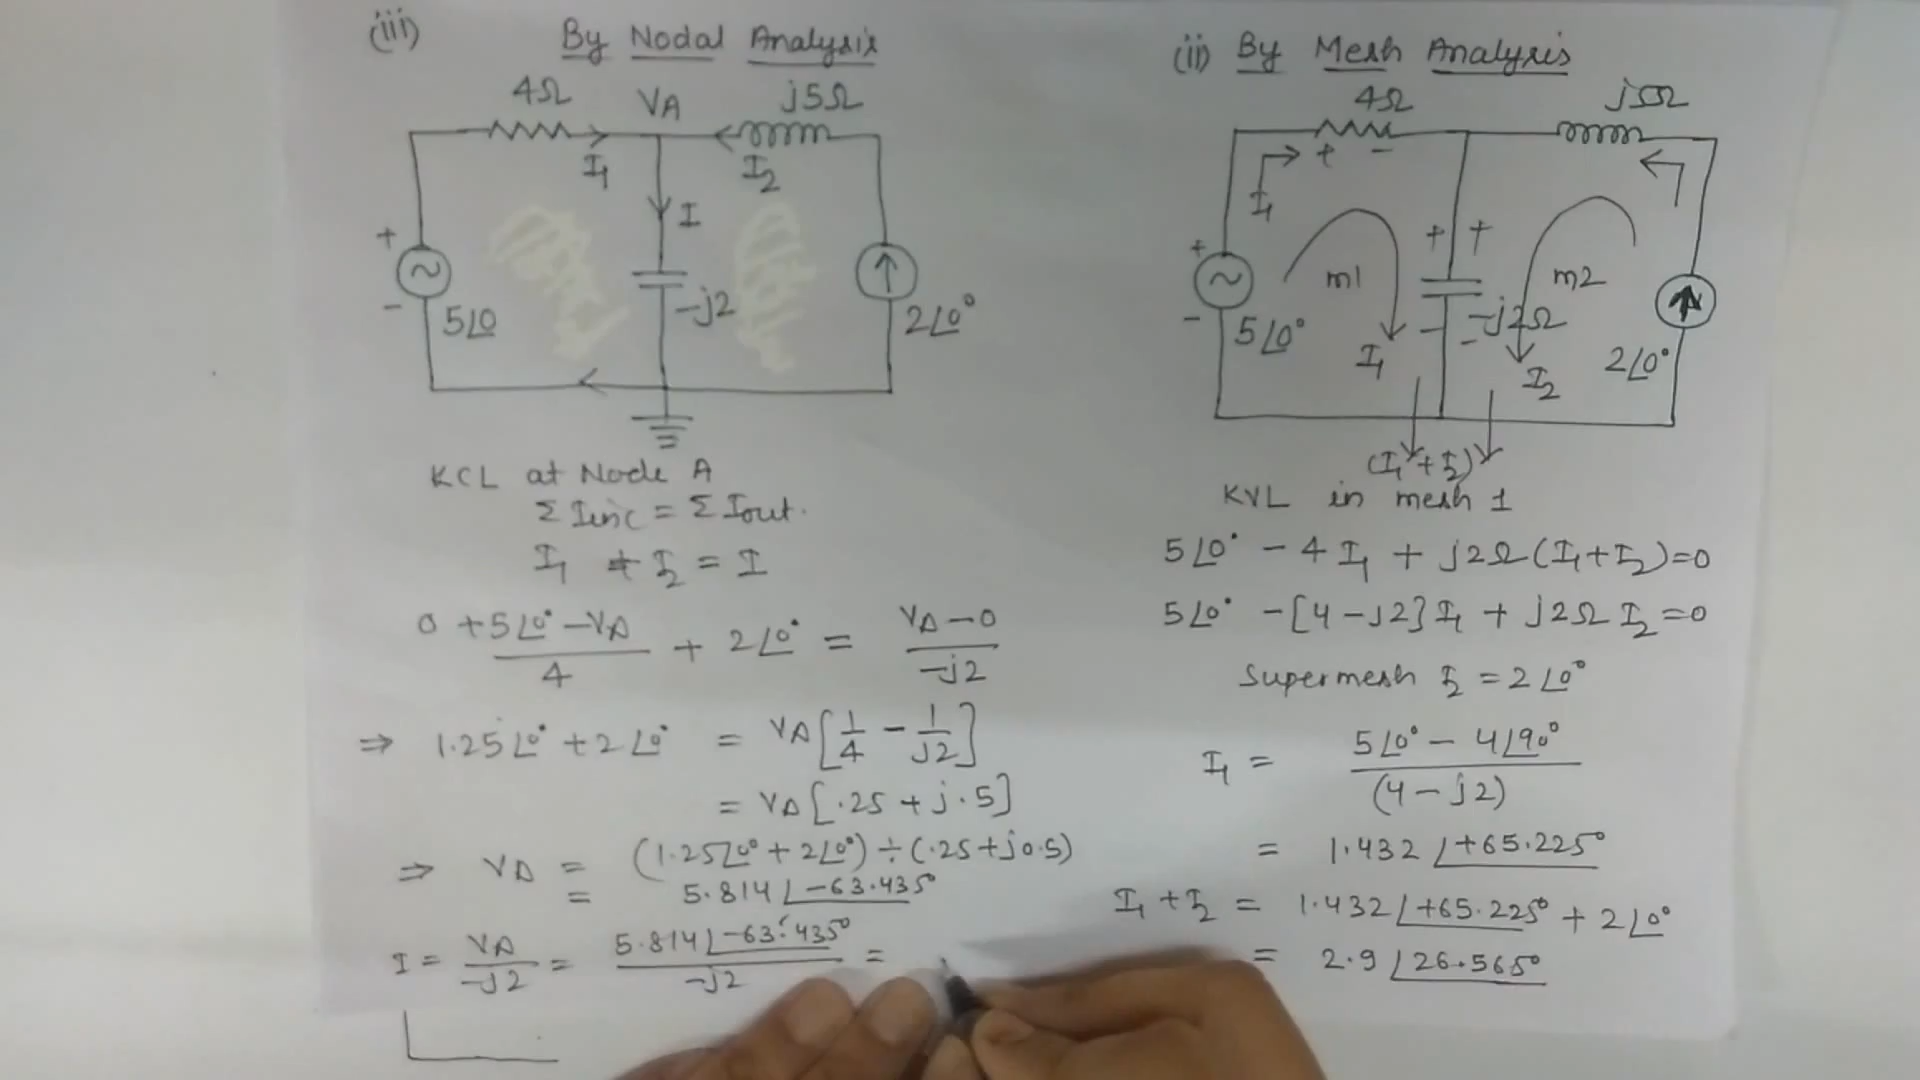 (iii) By Nodal Analysis
4Ω VA j5Ω
I1 I2
I
+
-
5∠0
-j2
2∠0°
KCL at Node A
Σ Iinc = Σ Iout.
I1 + I2 = I
0 + 5∠0° - VA / 4 + 2∠0° = VA - 0 / -j2
⇒ 1.25∠0° + 2∠0° = VA [1/4 - 1/j2]
= VA [.25 + j.5]
⇒ VA = (1.25∠0° + 2∠0°) ÷ (.25 + j0.5)
= 5.814 ∠-63.435°
I = VA / -j2 = 5.814 ∠-63.435° / -j2 =
(ii) By Mesh Analysis
4Ω j5Ω
+ -
I1
+ + +
m1 m2
-
5∠0°
-j2Ω
- -
I1 I2
2∠0°
(I1 + I2)
KVL in mesh 1
5∠0° - 4 I1 + j2Ω (I1 + I2) = 0
5∠0° - [4 - j2] I1 + j2Ω I2 = 0
Supermesh I2 = 2∠0°
I1 = 5∠0° - 4∠90° / (4 - j2)
= 1.432 ∠+65.225°
I1 + I2 = 1.432 ∠+65.225° + 2∠0°
= 2.9 ∠26.565°